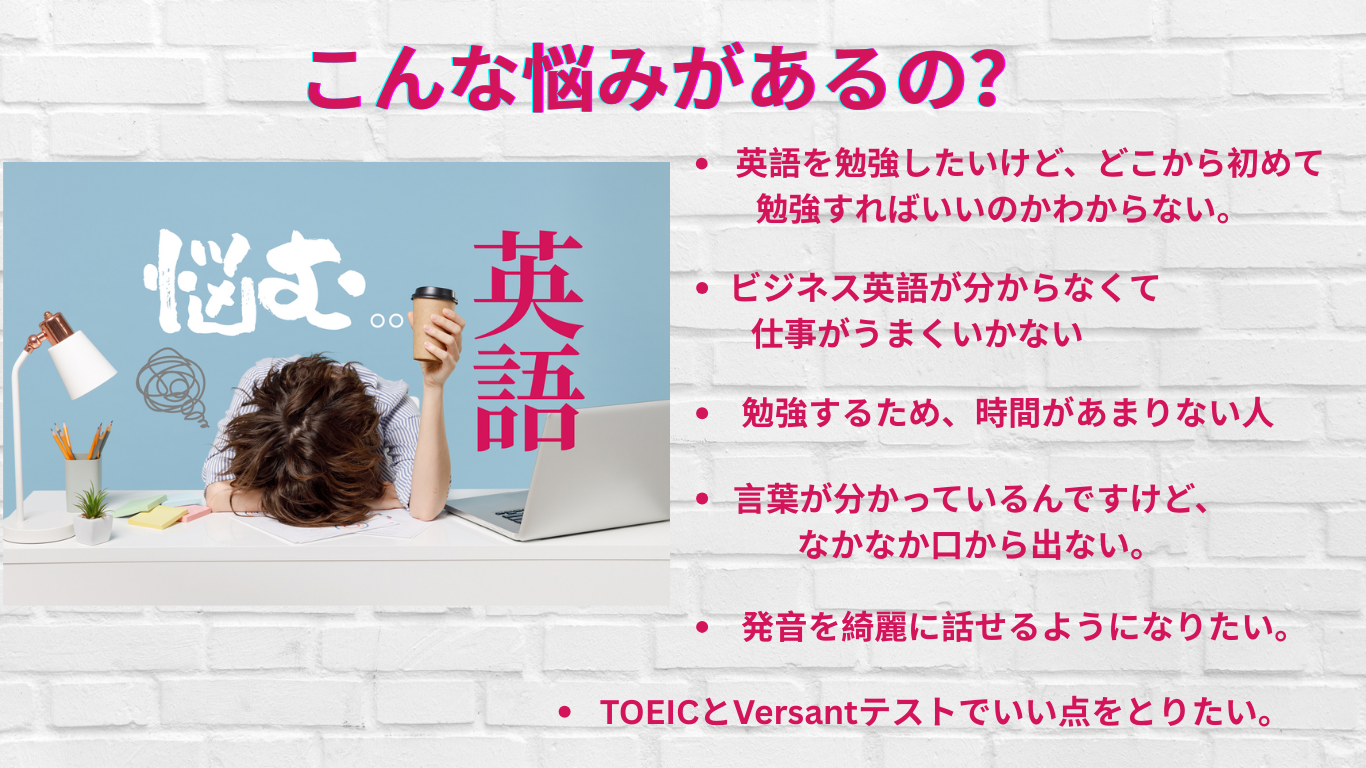 こんな悩みがあるの？
悩む。。
英語
• 英語を勉強したいけど、どこから初めて
勉強すればいいのかわからない。
• ビジネス英語が分からなくて
仕事がうまくいかない
• 勉強するため、時間があまりない人
• 言葉が分かっているんですけど、
なかなか口から出ない。
• 発音を綺麗に話せるようになりたい。
• TOEICとVersantテストでいい点をとりたい。